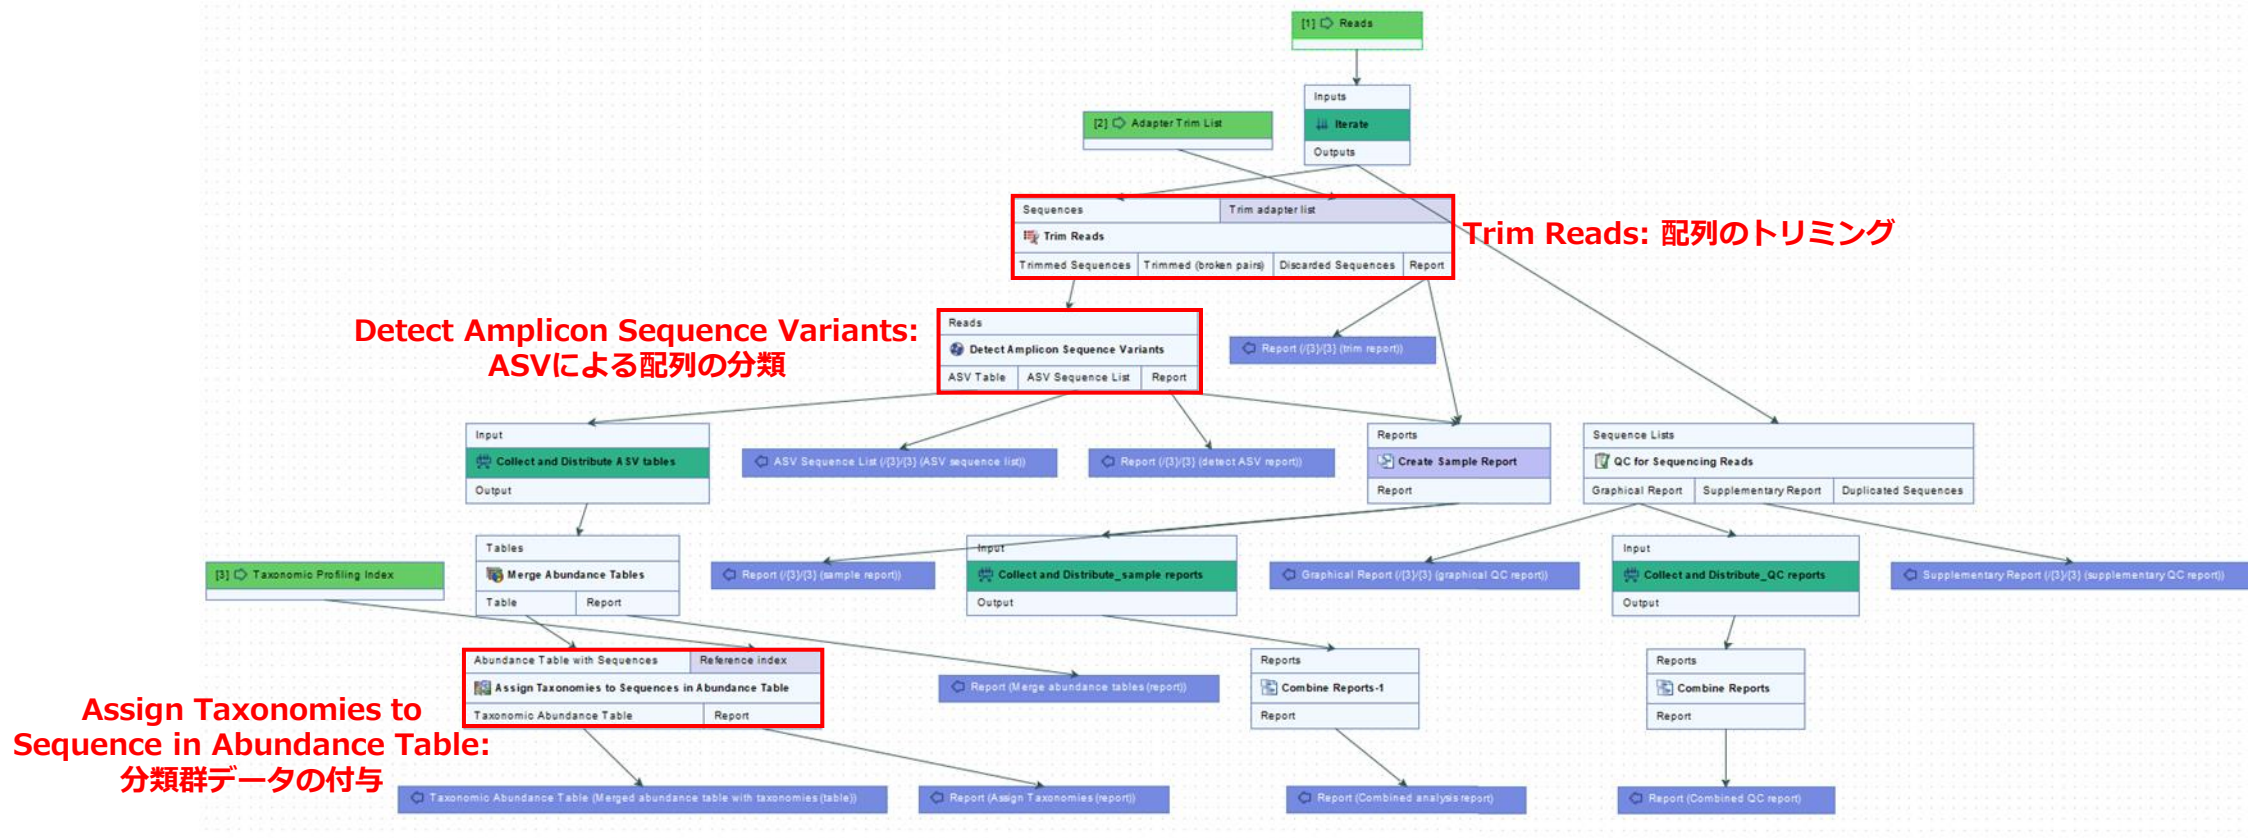 [1] Reads
Inputs
Iterate
Outputs
[2] Adapter Trim List
Sequences
Trim adapter list
Trim Reads
Trimmed Sequences
Trimmed (broken pairs)
Discarded Sequences
Report
Trim Reads: 配列のトリミング
Detect Amplicon Sequence Variants:
ASVによる配列の分類
Reads
Detect Amplicon Sequence Variants
ASV Table
ASV Sequence List
Report
Report (/{3}/{3} (trim report))
Input
Collect and Distribute ASV tables
Output
ASV Sequence List (/{3}/{3} (ASV sequence list))
Report (/{3}/{3} (detect ASV report))
Reports
Create Sample Report
Report
Sequence Lists
QC for Sequencing Reads
Graphical Report
Supplementary Report
Duplicated Sequences
[3] Taxonomic Profiling Index
Tables
Merge Abundance Tables
Table
Report
Report (/{3}/{3} (sample report))
Input
Collect and Distribute_sample reports
Output
Graphical Report (/{3}/{3} (graphical QC report))
Input
Collect and Distribute_QC reports
Output
Supplementary Report (/{3}/{3} (supplementary QC report))
Abundance Table with Sequences
Reference index
Assign Taxonomies to Sequences in Abundance Table
Taxonomic Abundance Table
Report
Assign Taxonomies to
Sequence in Abundance Table:
分類群データの付与
Report (Merge abundance tables (report))
Reports
Combine Reports-1
Report
Reports
Combine Reports
Report
Taxonomic Abundance Table (Merged abundance table with taxonomies (table))
Report (Assign Taxonomies (report))
Report (Combined analysis report)
Report (Combined QC report)